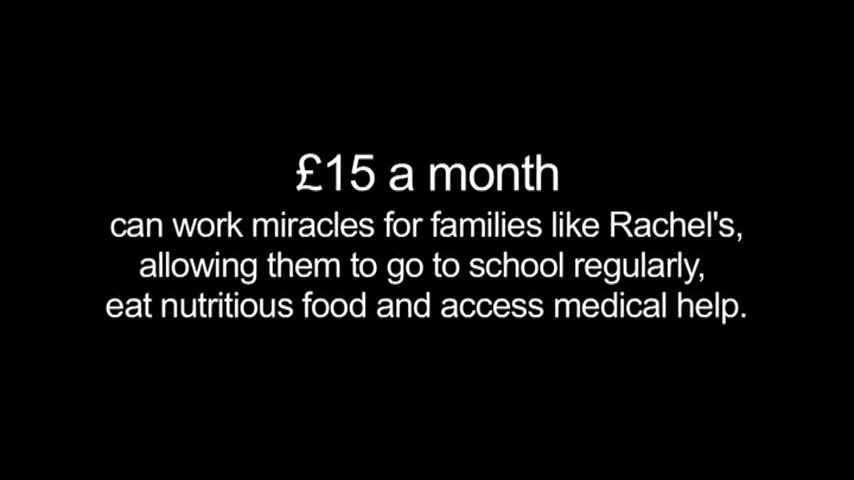 £15 a month
can work miracles for families like Rachel's,
allowing them to go to school regularly,
eat nutritious food and access medical help.